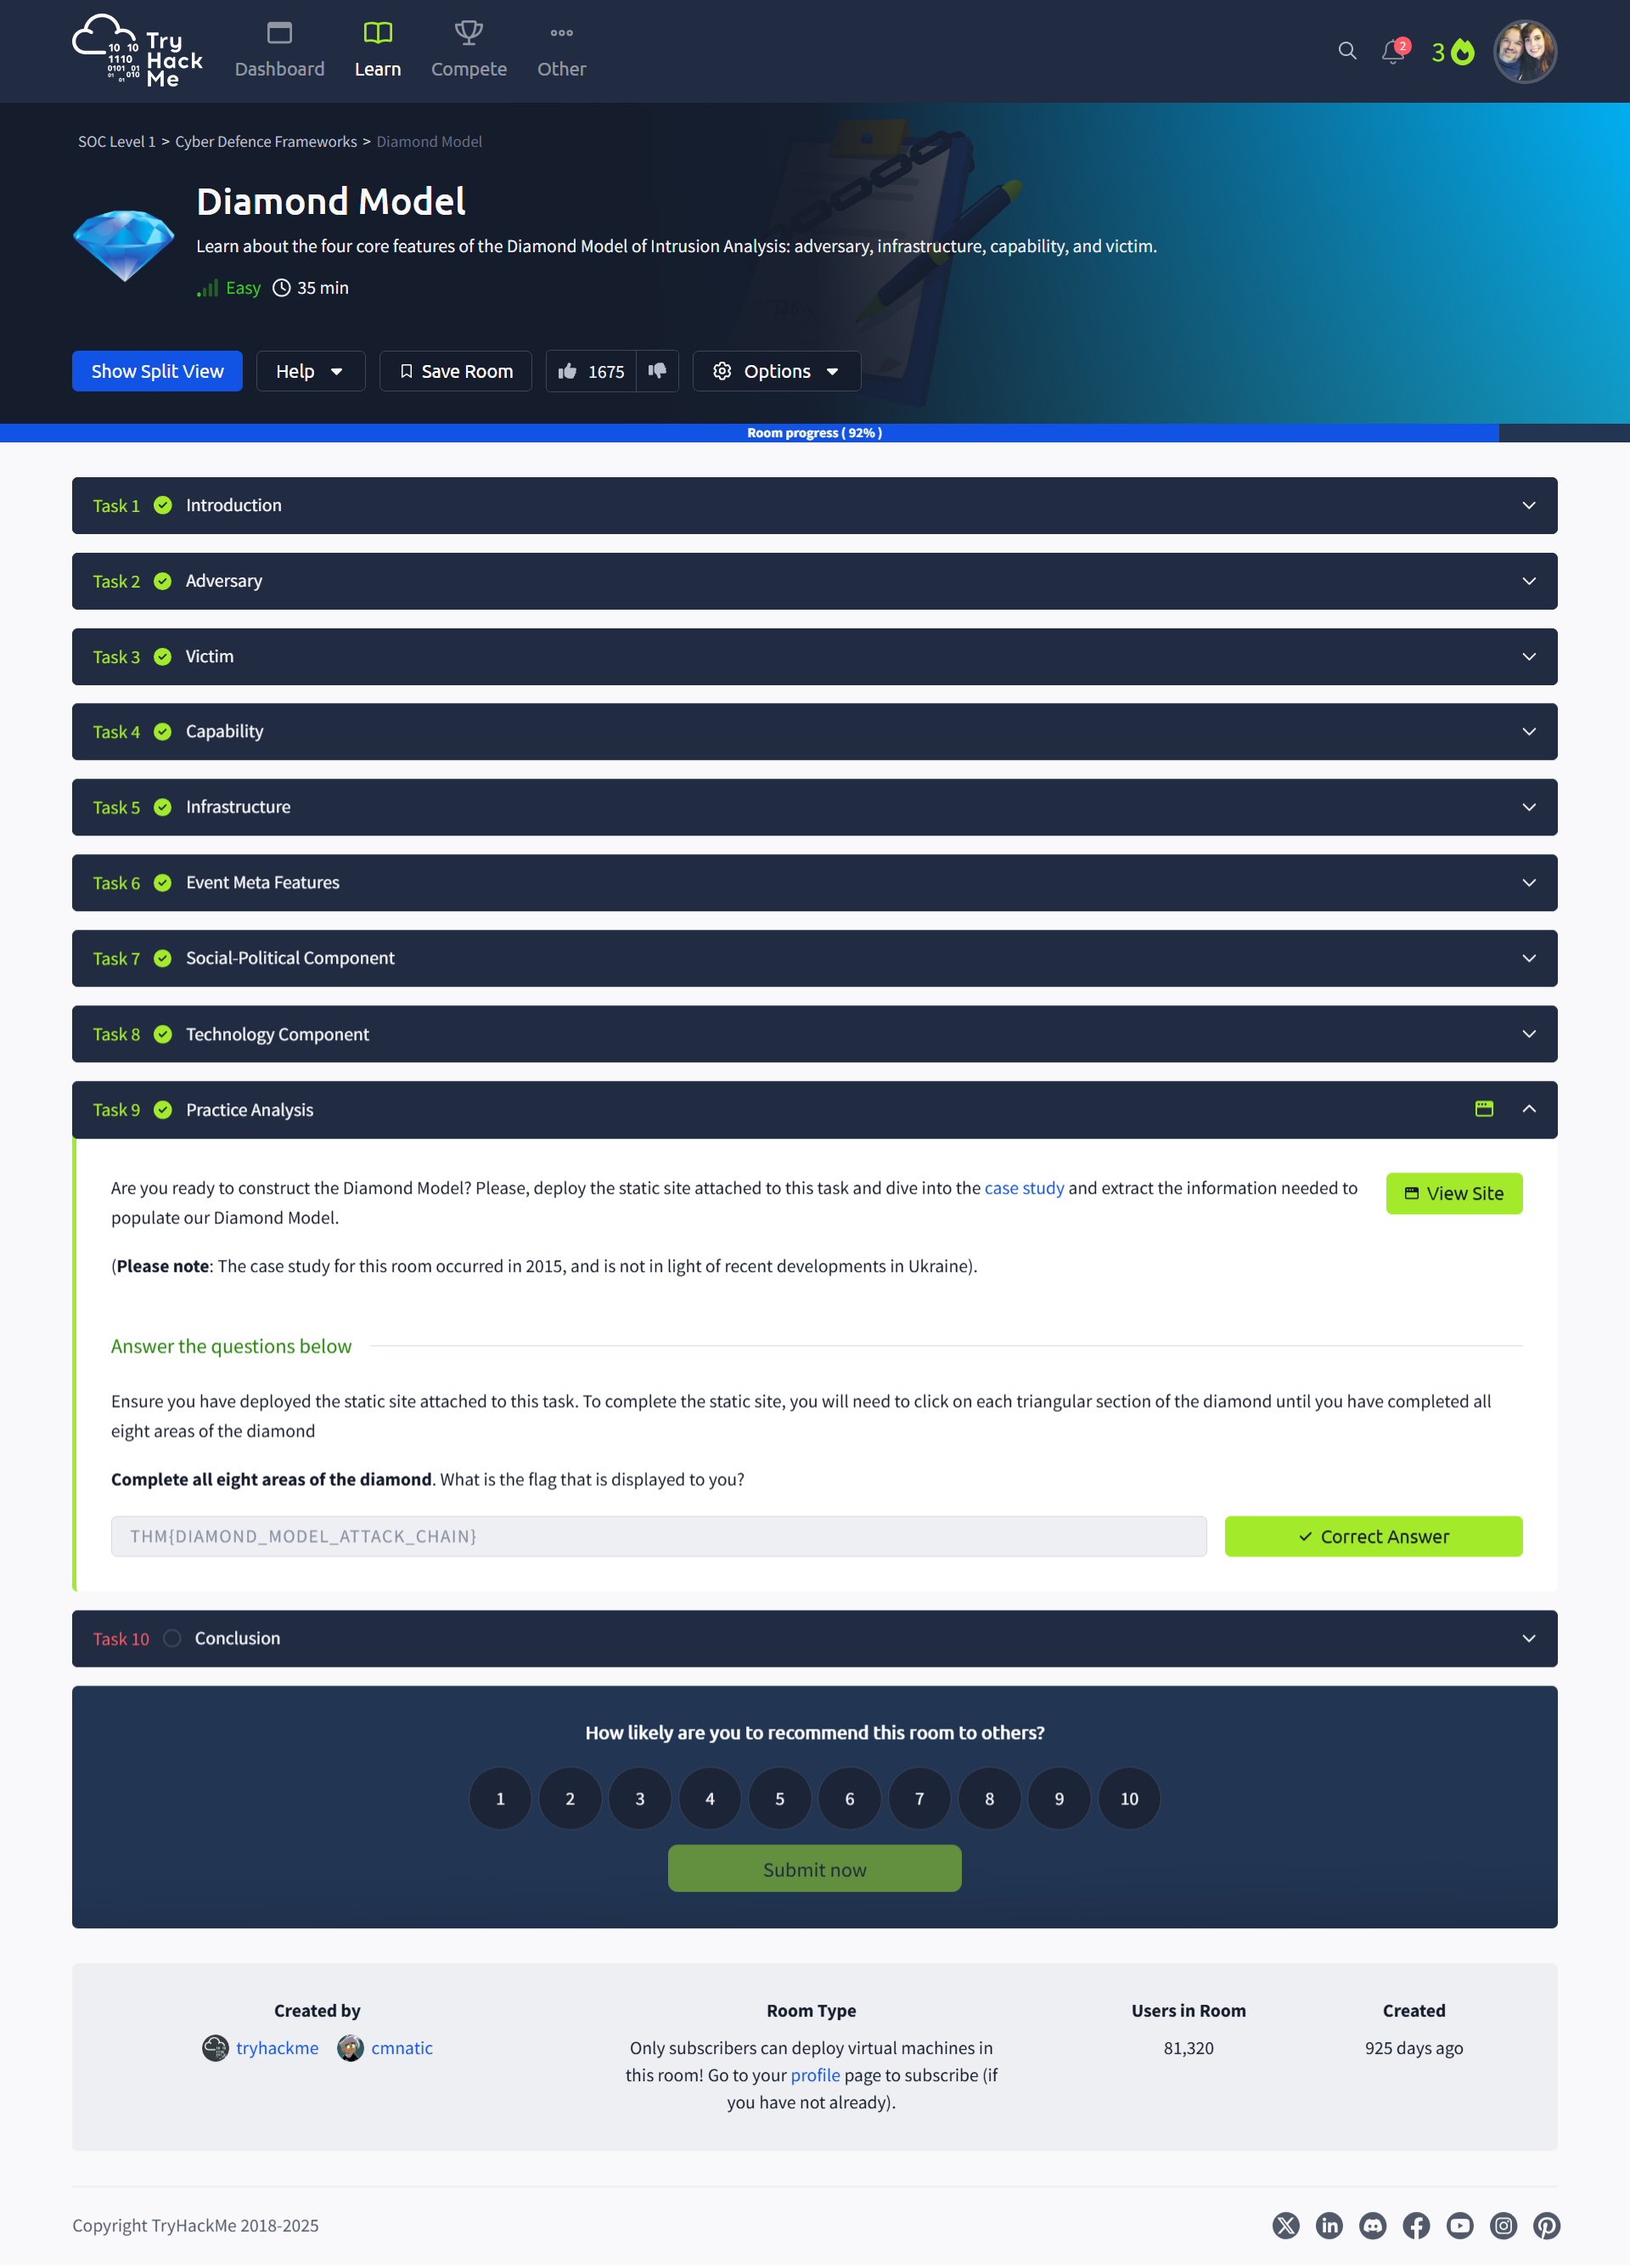 10 10
1110
0101 01
01 010
Try
Hack
Me
Dashboard
Learn
Compete
Other
2
3
SOC Level 1 > Cyber Defence Frameworks > Diamond Model
Diamond Model
Learn about the four core features of the Diamond Model of Intrusion Analysis: adversary, infrastructure, capability, and victim.
Easy 35 min
Show Split View
Help
Save Room
1675
Options
Room progress ( 92% )
Task 1 Introduction
Task 2 Adversary
Task 3 Victim
Task 4 Capability
Task 5 Infrastructure
Task 6 Event Meta Features
Task 7 Social-Political Component
Task 8 Technology Component
Task 9 Practice Analysis
Are you ready to construct the Diamond Model? Please, deploy the static site attached to this task and dive into the case study and extract the information needed to
populate our Diamond Model.
View Site
(Please note: The case study for this room occurred in 2015, and is not in light of recent developments in Ukraine).
Answer the questions below
Ensure you have deployed the static site attached to this task. To complete the static site, you will need to click on each triangular section of the diamond until you have completed all
eight areas of the diamond
Complete all eight areas of the diamond. What is the flag that is displayed to you?
THM{DIAMOND_MODEL_ATTACK_CHAIN}
Correct Answer
Task 10 Conclusion
How likely are you to recommend this room to others?
1 2 3 4 5 6 7 8 9 10
Submit now
Created by
tryhackme cmnatic
Room Type
Only subscribers can deploy virtual machines in
this room! Go to your profile page to subscribe (if
you have not already).
Users in Room
81,320
Created
925 days ago
Copyright TryHackMe 2018-2025